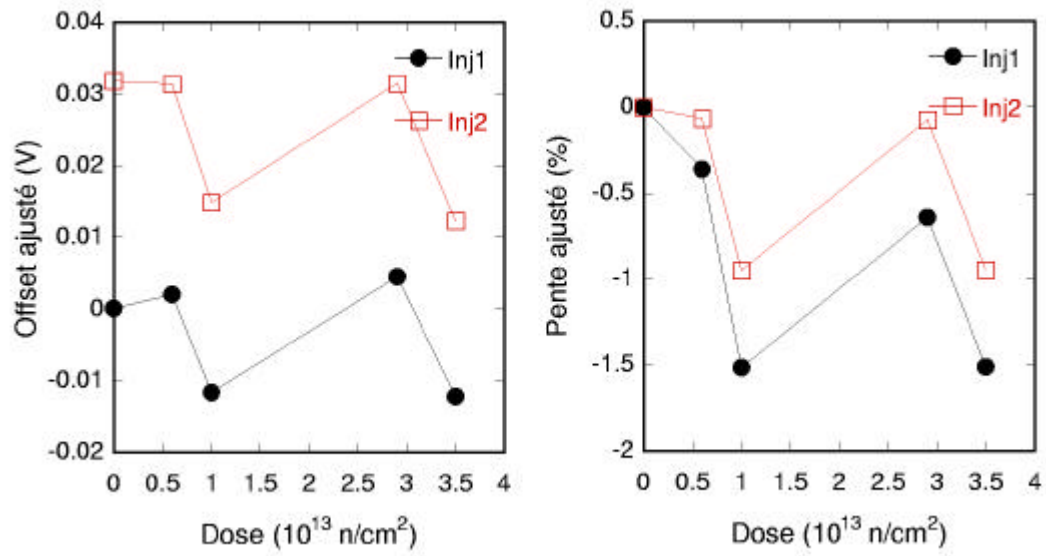 0.04
0.03
0.02
0.01
0
-0.01
-0.02
Offset ajusté (V)
Inj1
Inj2
0 0.5 1 1.5 2 2.5 3 3.5 4
Dose (10¹³ n/cm²)
0.5
0
-0.5
-1
-1.5
-2
Pente ajusté (%)
Inj1
Inj2
0 0.5 1 1.5 2 2.5 3 3.5 4
Dose (10¹³ n/cm²)